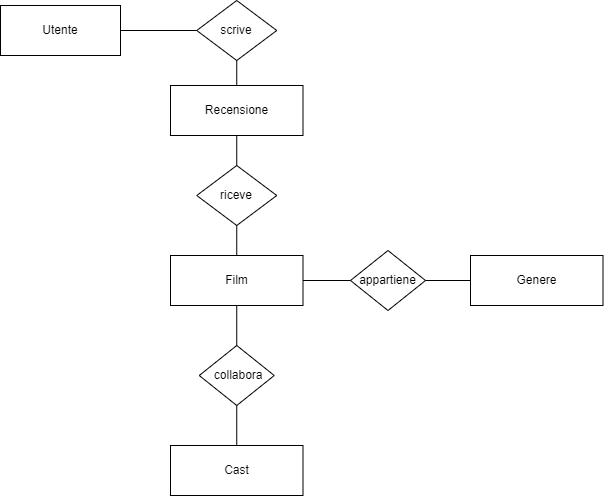 Utente
scrive
Recensione
riceve
Film
appartiene
Genere
collabora
Cast